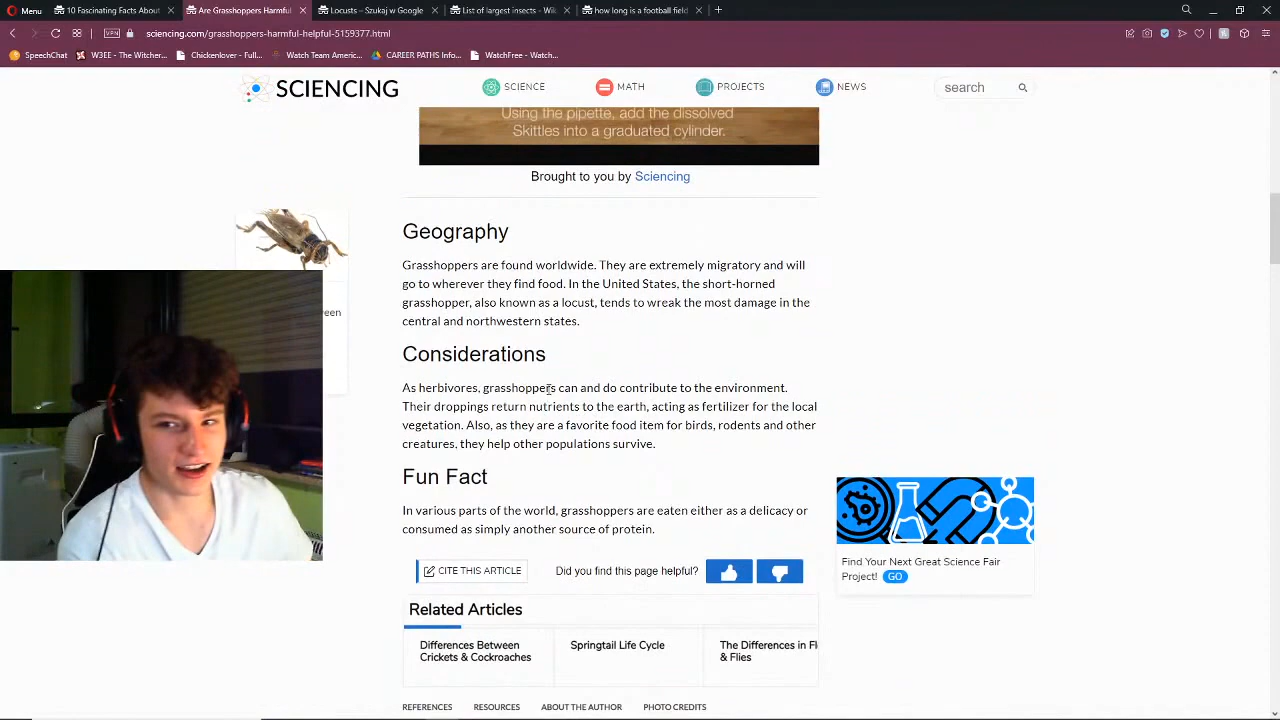 Menu
10 Fascinating Facts About
Are Grasshoppers Harmful
Locusts – Szukaj w Google
List of largest insects - Wik
how long is a football field
VPN
sciencing.com/grasshoppers-harmful-helpful-5159377.html
SpeechChat
W3EE - The Witcher...
Chickenlover - Full...
Watch Team Americ...
CAREER PATHs Info...
WatchFree - Watch...
SCIENCING
SCIENCE
MATH
PROJECTS
NEWS
search
Using the pipette, add the dissolved
Skittles into a graduated cylinder.
Brought to you by Sciencing
Geography
Grasshoppers are found worldwide. They are extremely migratory and will
go to wherever they find food. In the United States, the short-horned
grasshopper, also known as a locust, tends to wreak the most damage in the
central and northwestern states.
Considerations
As herbivores, grasshoppers can and do contribute to the environment.
Their droppings return nutrients to the earth, acting as fertilizer for the local
vegetation. Also, as they are a favorite food item for birds, rodents and other
creatures, they help other populations survive.
Fun Fact
In various parts of the world, grasshoppers are eaten either as a delicacy or
consumed as simply another source of protein.
CITE THIS ARTICLE
Did you find this page helpful?
Find Your Next Great Science Fair
Project! GO
Related Articles
Differences Between
Crickets & Cockroaches
Springtail Life Cycle
The Differences in Fl
& Flies
REFERENCES
RESOURCES
ABOUT THE AUTHOR
PHOTO CREDITS